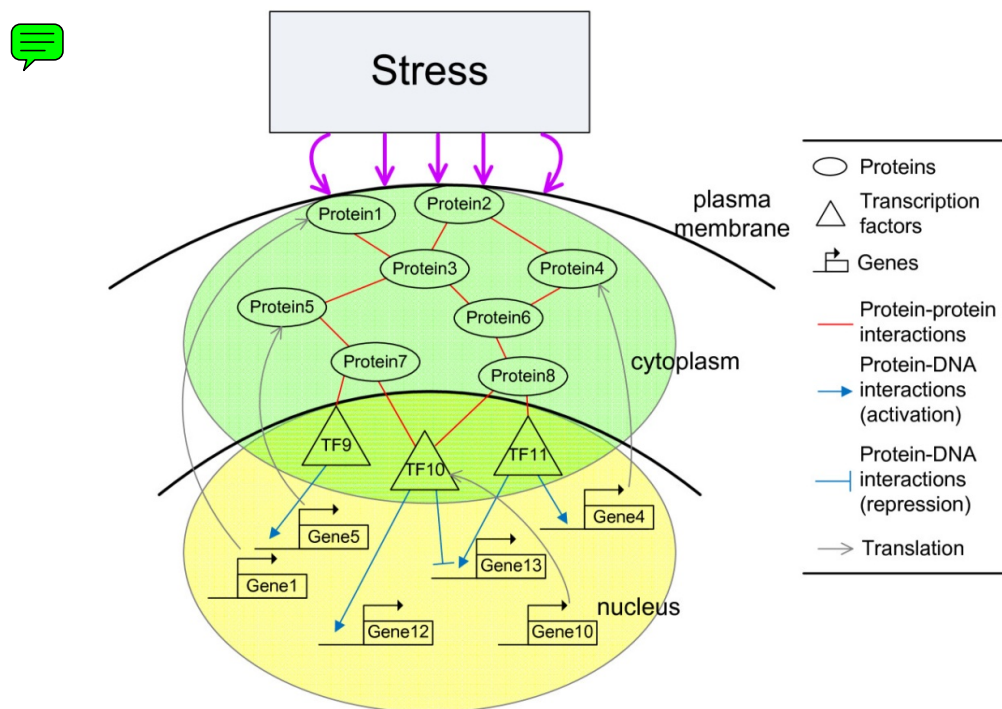 Stress
plasma
membrane
Protein1
Protein2
Protein3
Protein4
Protein5
Protein6
Protein7
Protein8
cytoplasm
TF9
TF10
TF11
Gene5
Gene4
Gene1
Gene13
Gene12
Gene10
nucleus
Proteins
Transcription
factors
Genes
Protein-protein
interactions
Protein-DNA
interactions
(activation)
Protein-DNA
interactions
(repression)
Translation